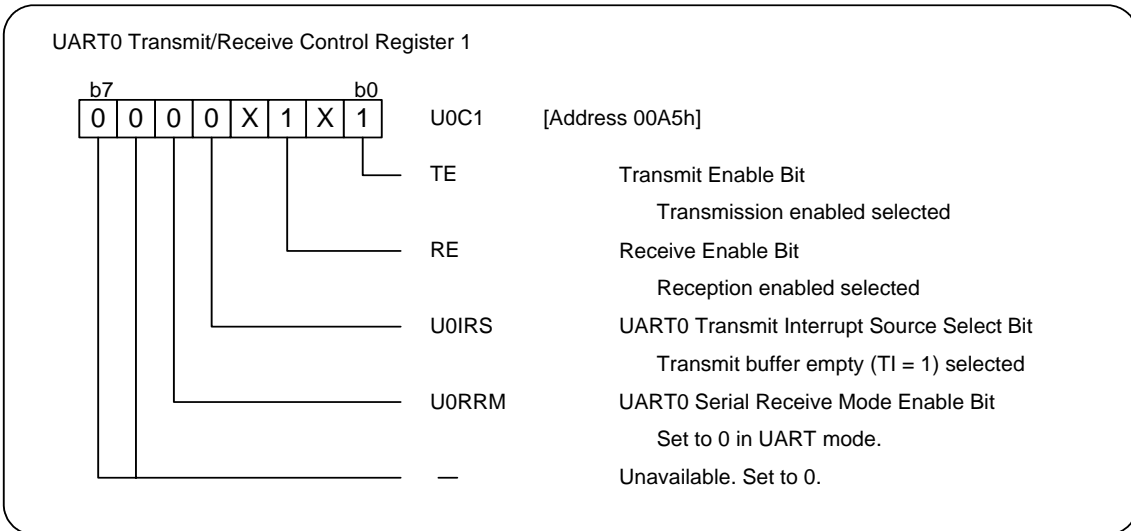 UART0 Transmit/Receive Control Register 1
b7 b0
0 0 0 0 X 1 X 1 U0C1 [Address 00A5h]
TE Transmit Enable Bit
Transmission enabled selected
RE Receive Enable Bit
Reception enabled selected
U0IRS UART0 Transmit Interrupt Source Select Bit
Transmit buffer empty (TI = 1) selected
U0RRM UART0 Serial Receive Mode Enable Bit
Set to 0 in UART mode.
— Unavailable. Set to 0.